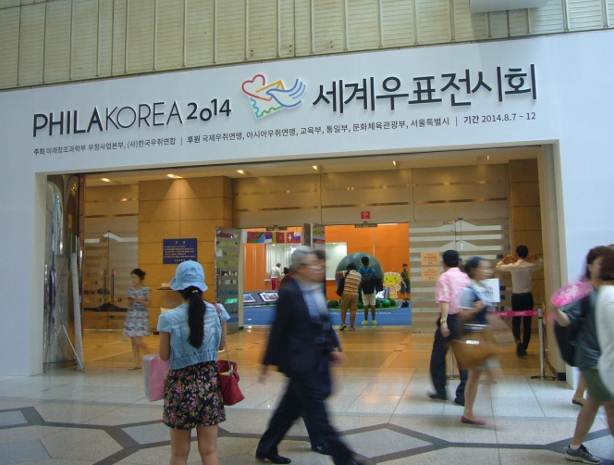 PHILAKOREA 2014 세계우표전시회
주최 미래창조과학부 우정사업본부, (사)한국우취연합 | 후원 국제우취연맹, 아시아우취연맹, 교육부, 통일부, 문화체육관광부, 서울특별시 | 기간 2014.8.7 ~ 12